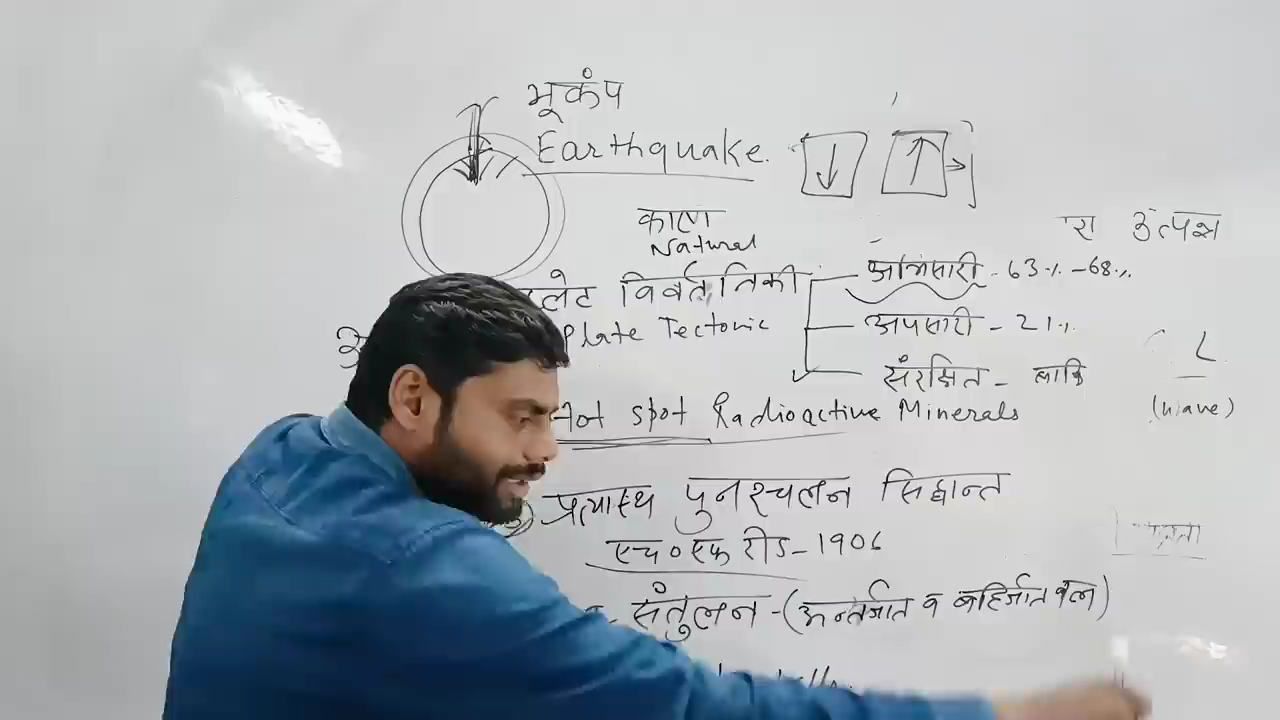 भूकंप
Earthquake.
कारण
Natural
प्लेट विवर्तनिकी
Plate Tectonic
अभिसारी - 63% - 68%
अपसारी - 21%
संरक्षित - बाकि
उत्पन्न
L
(wave)
Hot spot Radioactive Minerals
प्रत्यास्थ पुनश्चलन सिद्धान्त
एच० एफ रीड - 1906
संतुलन - (अन्तर्जात व बहिर्जात बल)